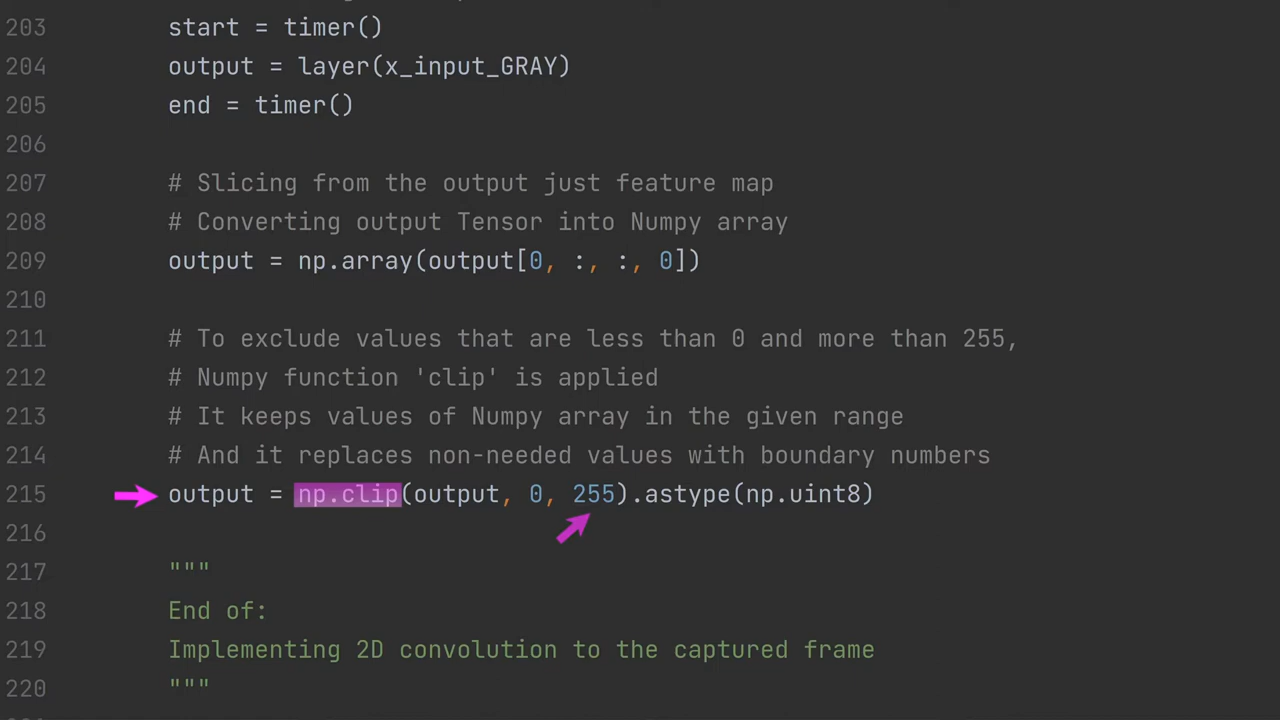 203 start = timer()
204 output = layer(x_input_GRAY)
205 end = timer()
206
207 # Slicing from the output just feature map
208 # Converting output Tensor into Numpy array
209 output = np.array(output[0, :, :, 0])
210
211 # To exclude values that are less than 0 and more than 255,
212 # Numpy function 'clip' is applied
213 # It keeps values of Numpy array in the given range
214 # And it replaces non-needed values with boundary numbers
215 output = np.clip(output, 0, 255).astype(np.uint8)
216
217 """
218 End of:
219 Implementing 2D convolution to the captured frame
220 """